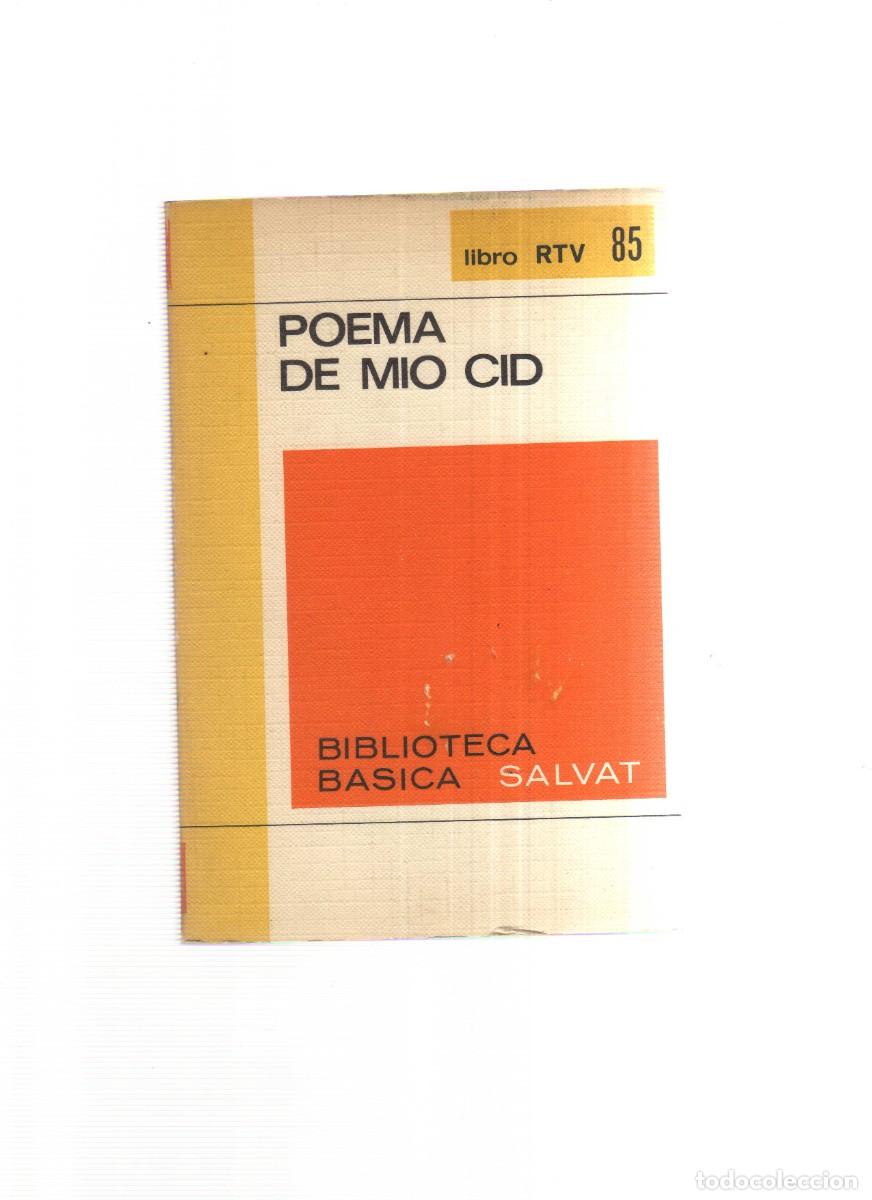 libro RTV 85
POEMA
DE MIO CID
BIBLIOTECA
BASICA SALVAT
todocoleccion